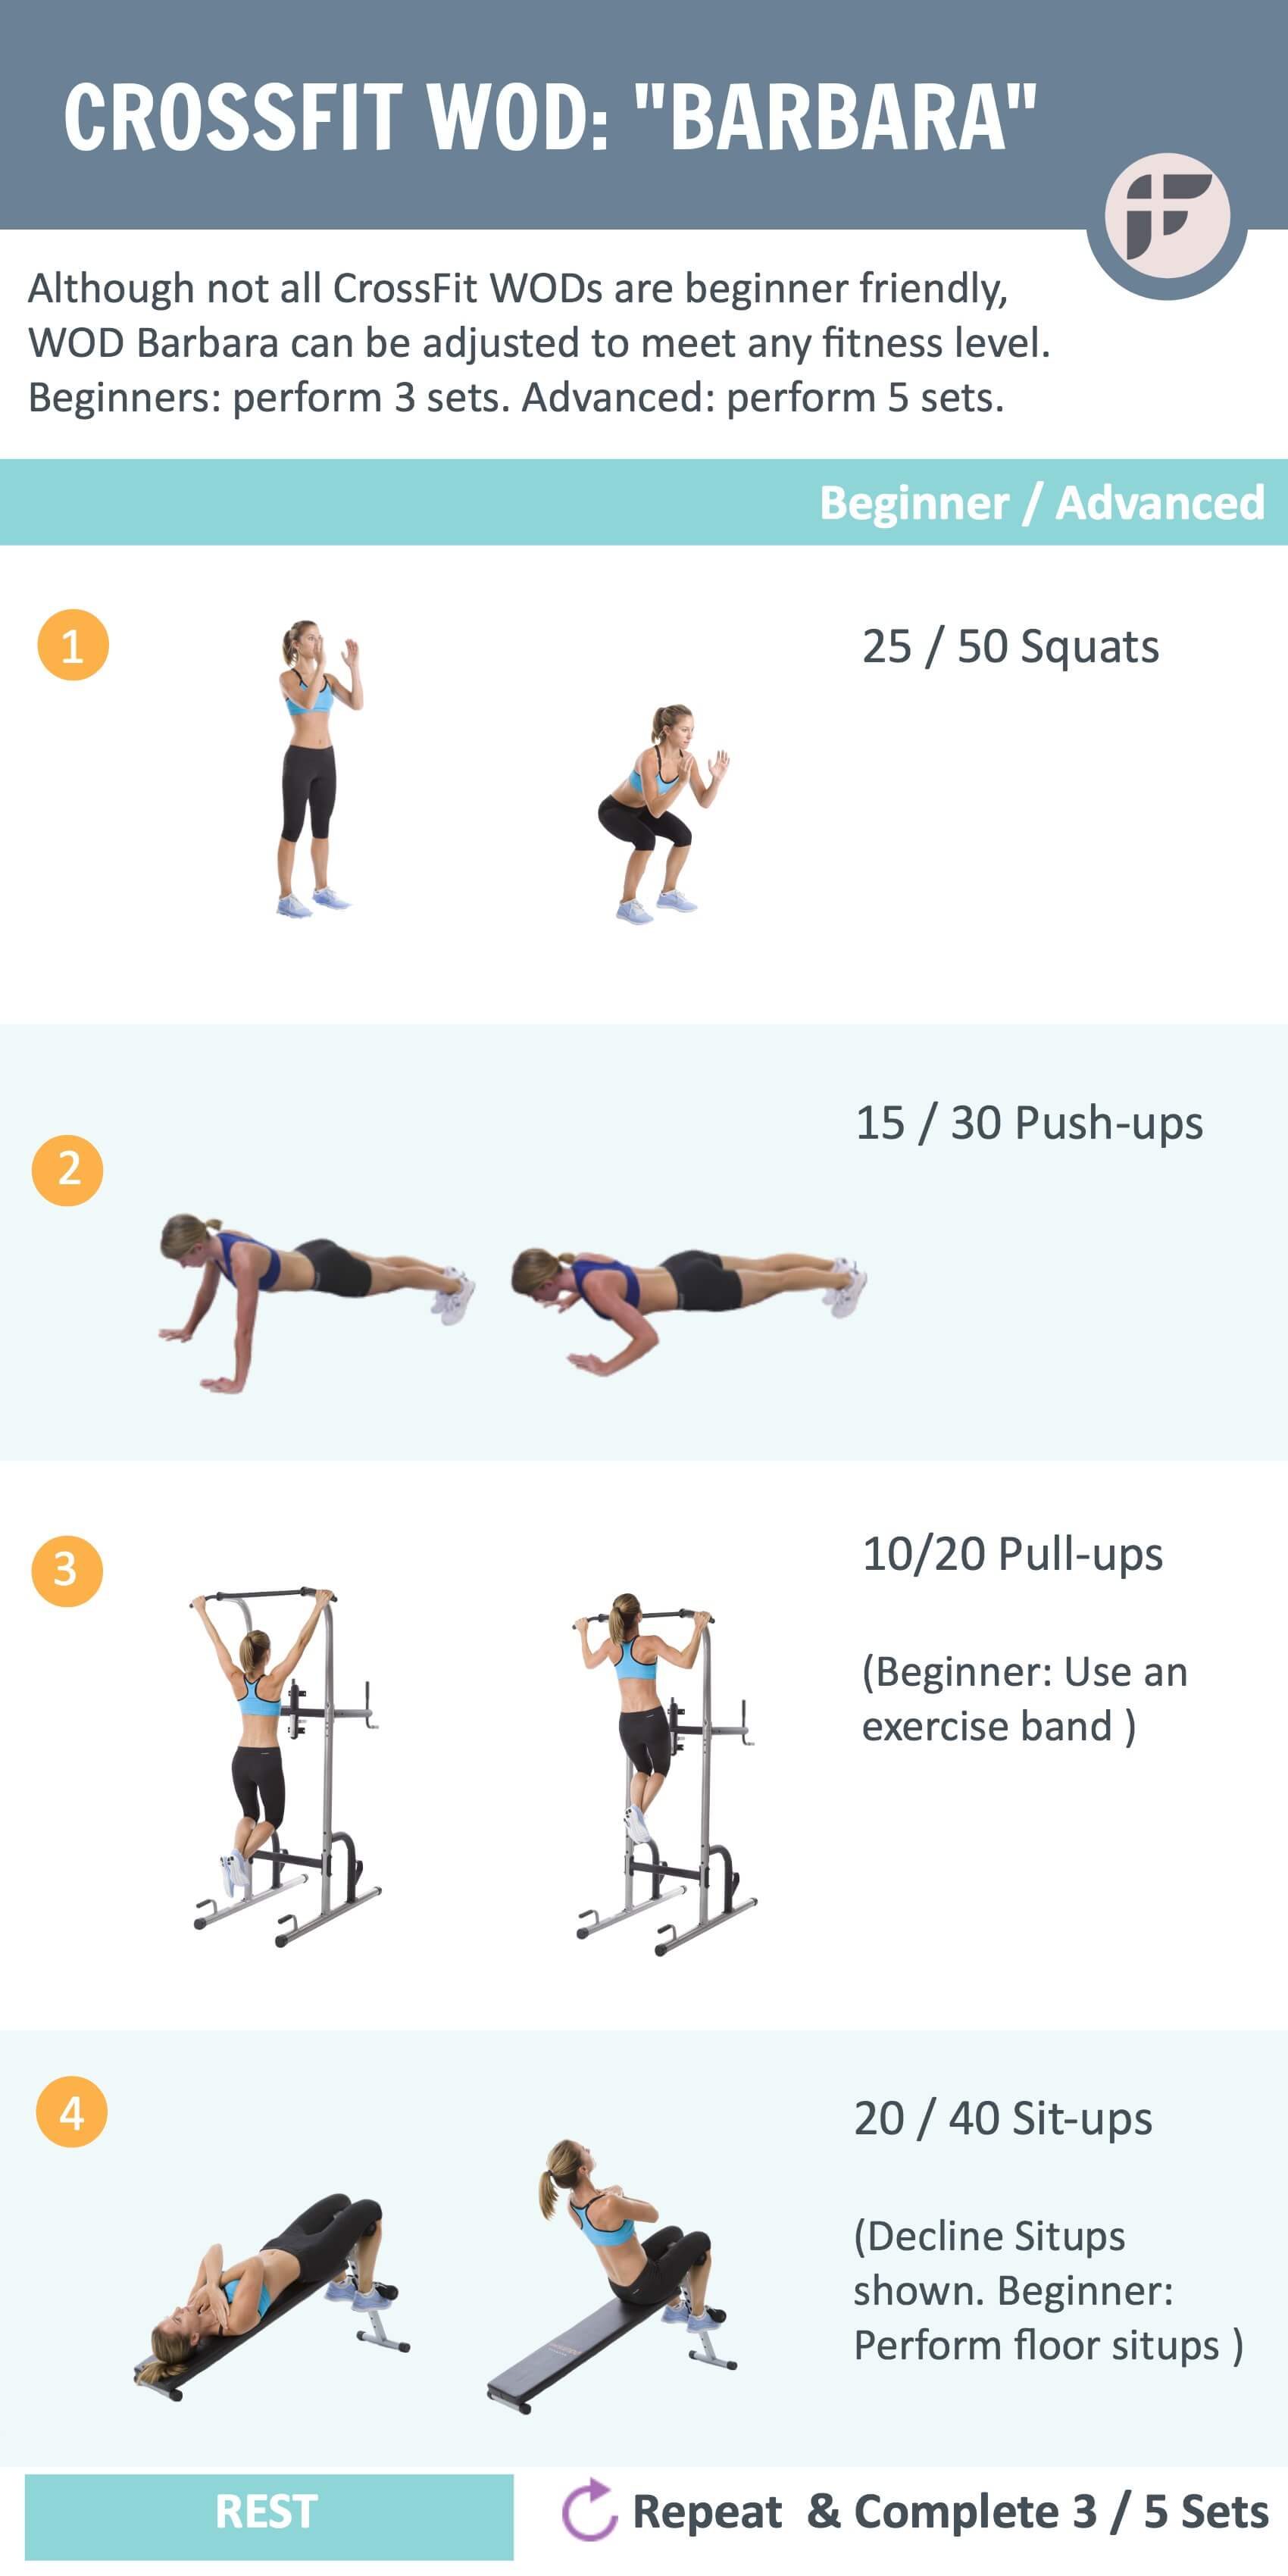 CROSSFIT WOD: "BARBARA"
Although not all CrossFit WODs are beginner friendly,
WOD Barbara can be adjusted to meet any fitness level.
Beginners: perform 3 sets. Advanced: perform 5 sets.
Beginner / Advanced
1
25 / 50 Squats
2
15 / 30 Push-ups
3
10/20 Pull-ups
(Beginner: Use an
exercise band )
4
20 / 40 Sit-ups
(Decline Situps
shown. Beginner:
Perform floor situps )
REST
Repeat & Complete 3 / 5 Sets